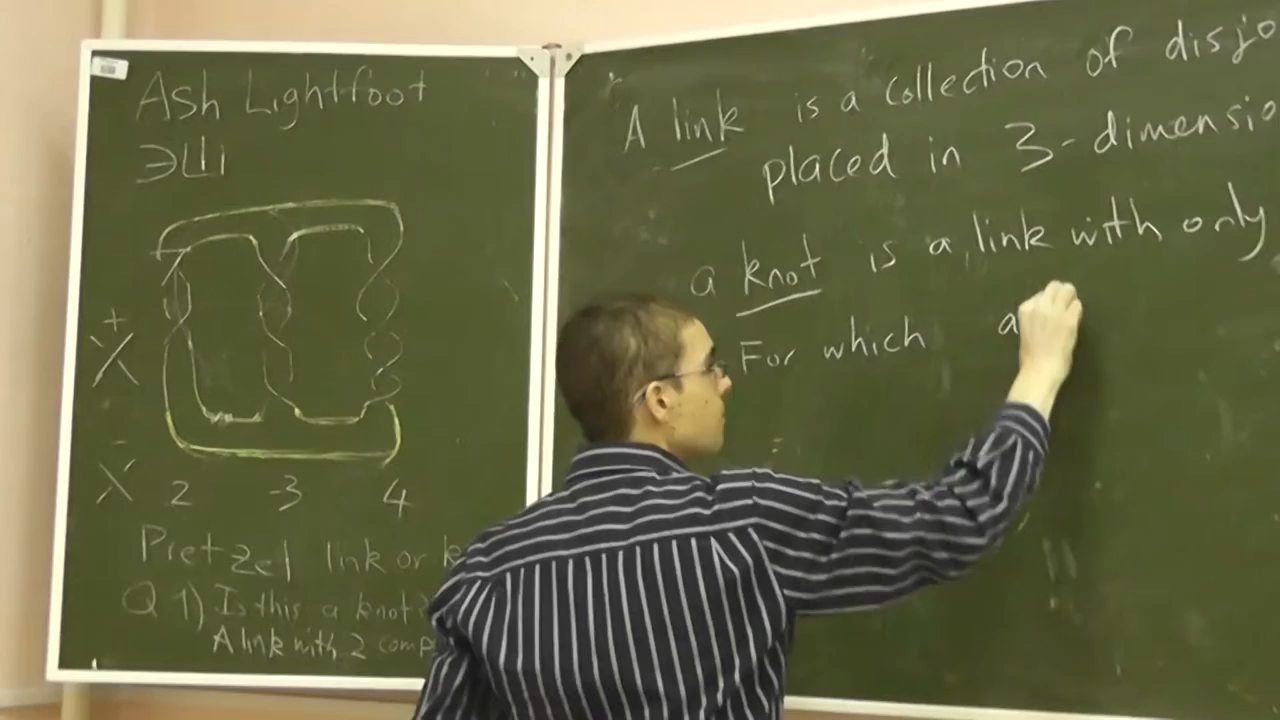 Ash Lightfoot
ЭШ
+
-
2 -3 4
Pretzel link or k
Q 1) Is this a knot?
A link with 2 comp
A link is a collection of disjo
placed in 3-dimensio
a knot is a link with only
For which a